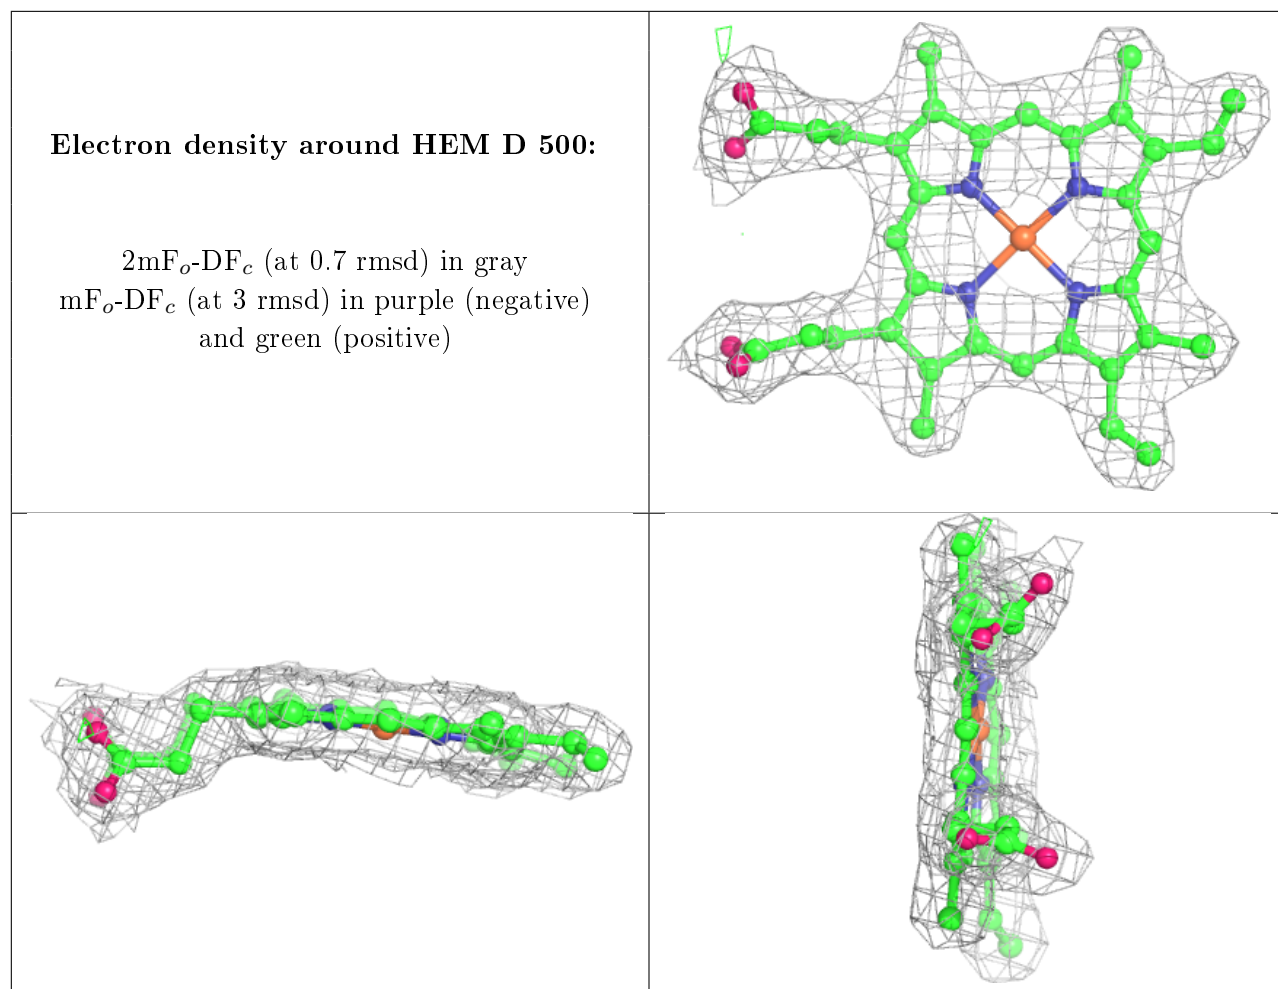 Electron density around HEM D 500:
2mFo-DFc (at 0.7 rmsd) in gray
mFo-DFc (at 3 rmsd) in purple (negative)
and green (positive)